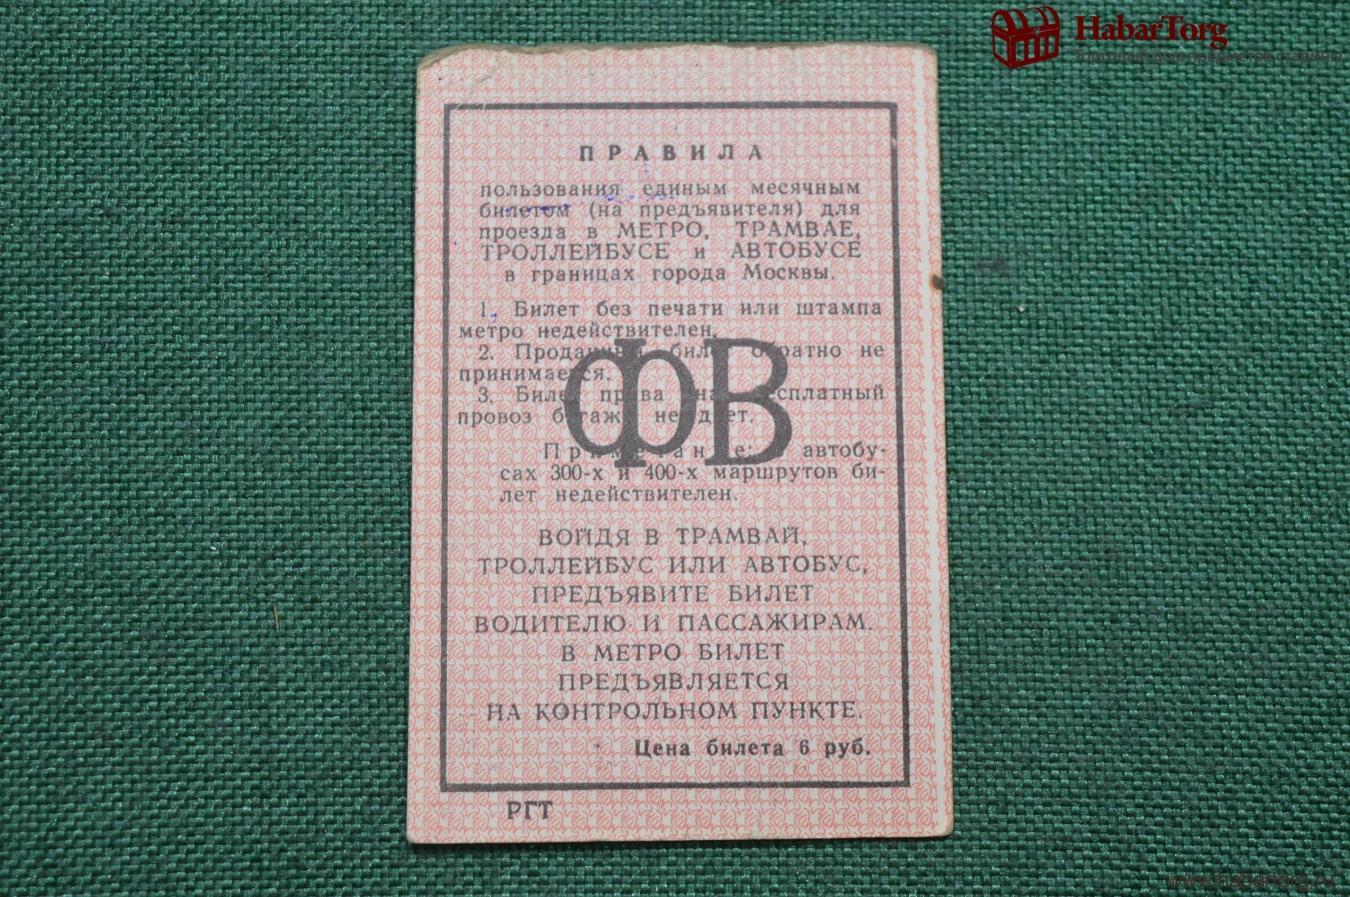 HabarTorg
ПРАВИЛА
пользования единым месячным
билетом (на предъявителя) для
проезда в МЕТРО, ТРАМВАЕ,
ТРОЛЛЕЙБУСЕ и АВТОБУСЕ
в границах города Москвы.
1. Билет без печати или штампа
метро недействителен.
2. Проданный билет обратно не
принимается.
3. Билет права на бесплатный
провоз багажа не дает.
ФВ
Примечание: В автобу-
сах 300-х и 400-х маршрутов би-
лет недействителен.
ВОЙДЯ В ТРАМВАЙ,
ТРОЛЛЕЙБУС ИЛИ АВТОБУС,
ПРЕДЪЯВИТЕ БИЛЕТ
ВОДИТЕЛЮ И ПАССАЖИРАМ.
В МЕТРО БИЛЕТ
ПРЕДЪЯВЛЯЕТСЯ
НА КОНТРОЛЬНОМ ПУНКТЕ.
Цена билета 6 руб.
РГТ